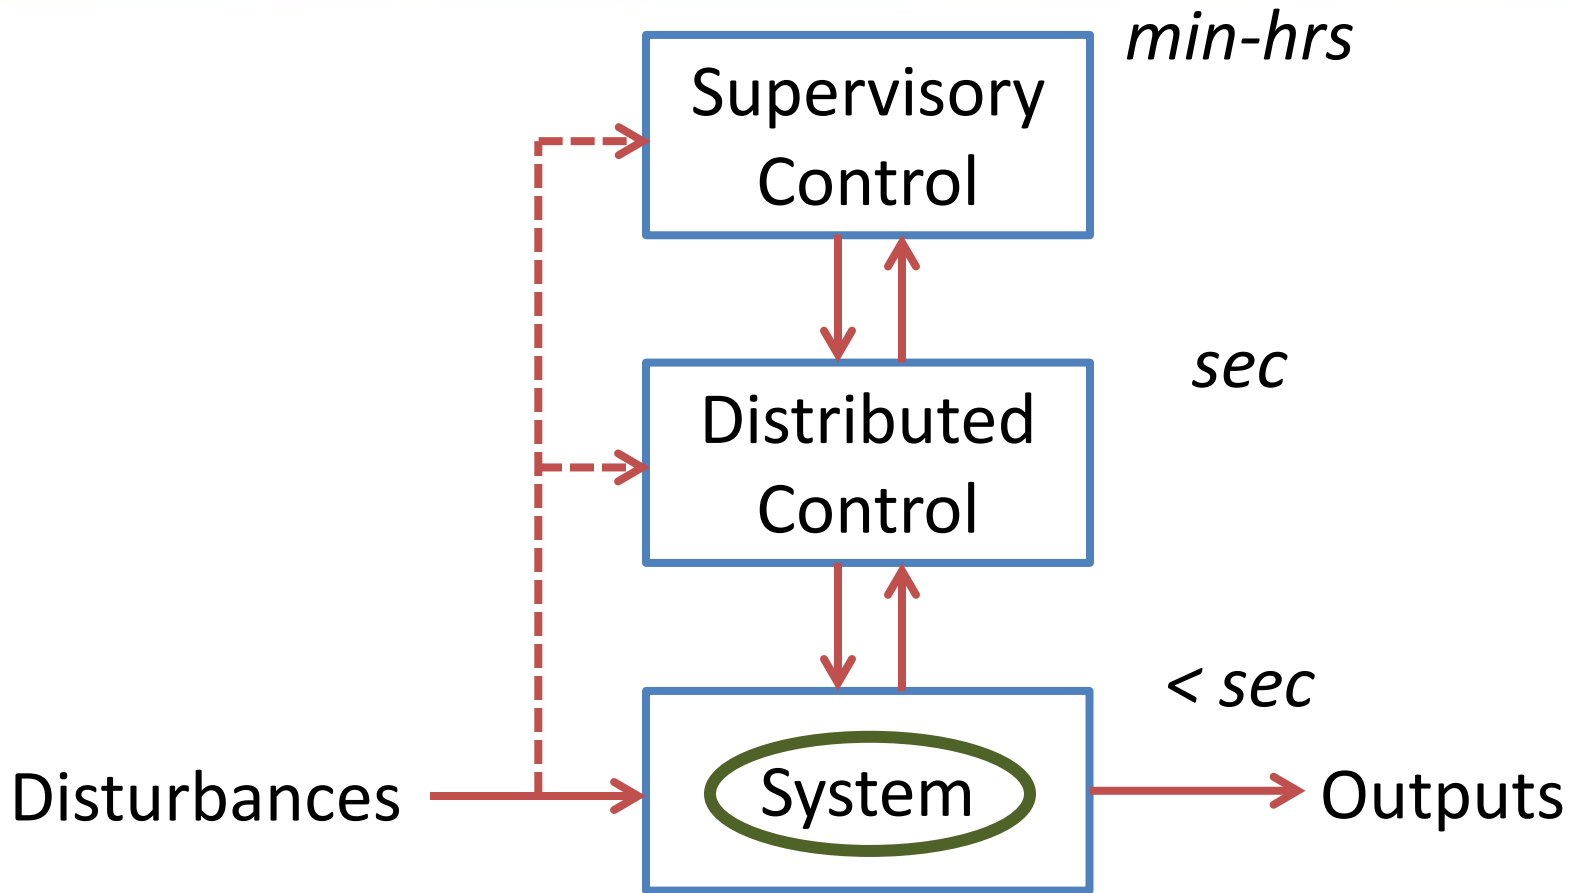 min-hrs
Supervisory
Control
sec
Distributed
Control
< sec
Disturbances
System
Outputs